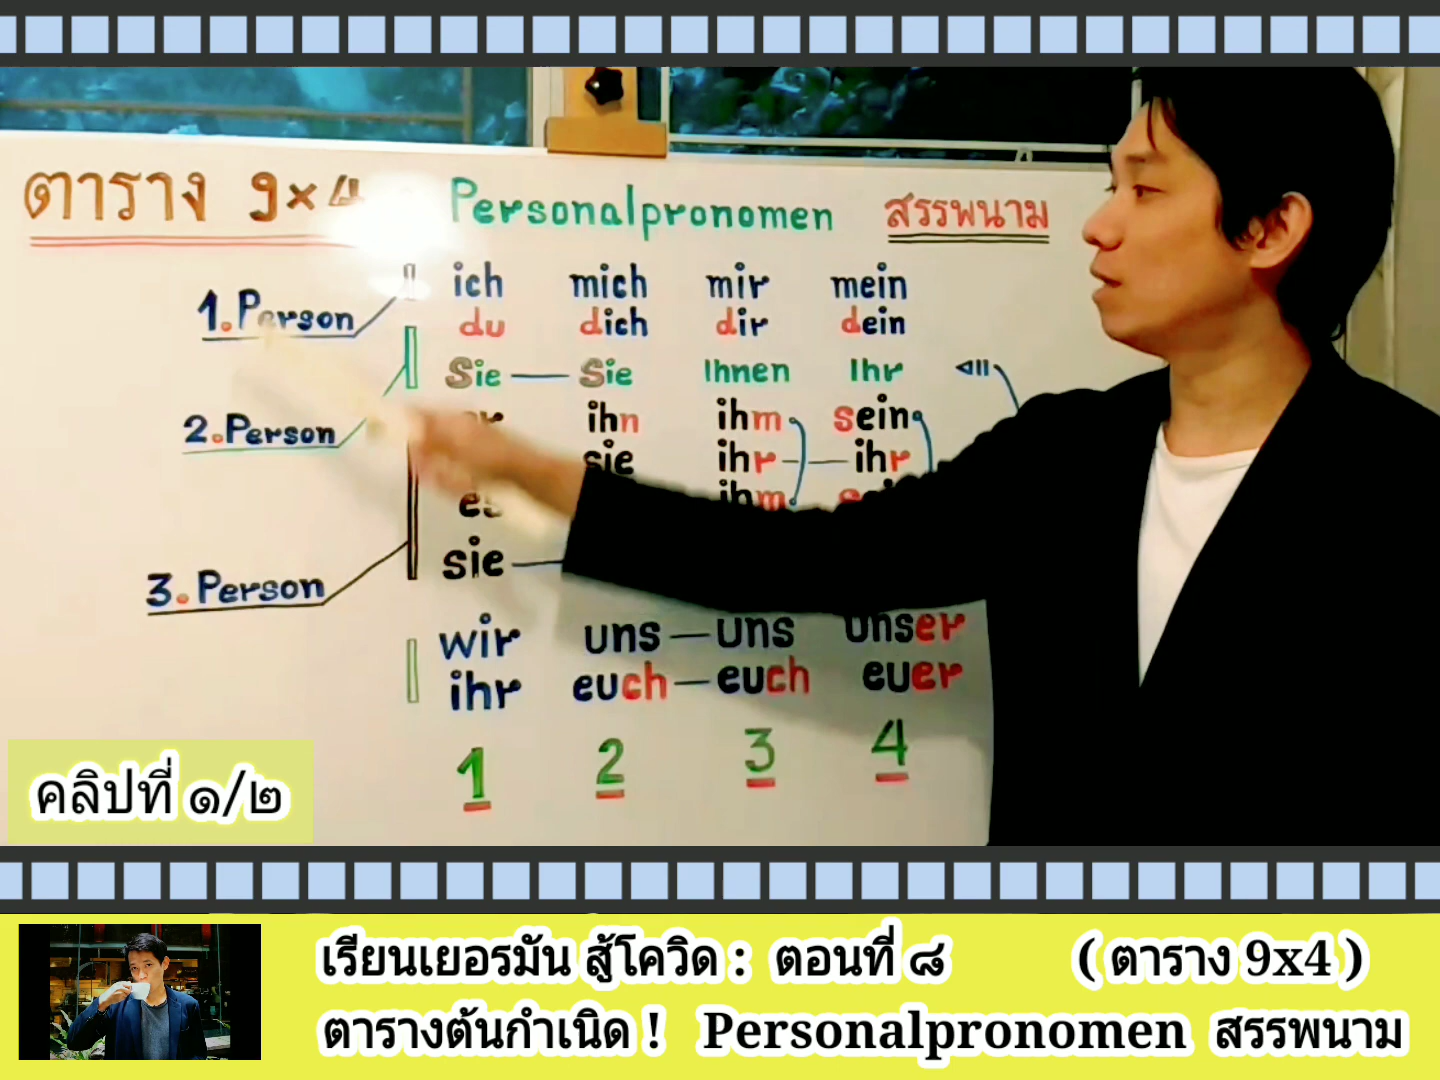 ตาราง 9×4 Personalpronomen สรรพนาม
1. Person
2. Person
3. Person
ich mich mir mein
du dich dir dein
Sie — Sie Ihnen Ihr
ihn ihm sein
sie ihr — ihr
ihm
sie —
wir uns — uns unser
ihr euch — euch euer
1 2 3 4
คลิปที่ ๑/๒
เรียนเยอรมัน สู้โควิด : ตอนที่ ๘ ( ตาราง 9x4 )
ตารางต้นกำเนิด ! Personalpronomen สรรพนาม